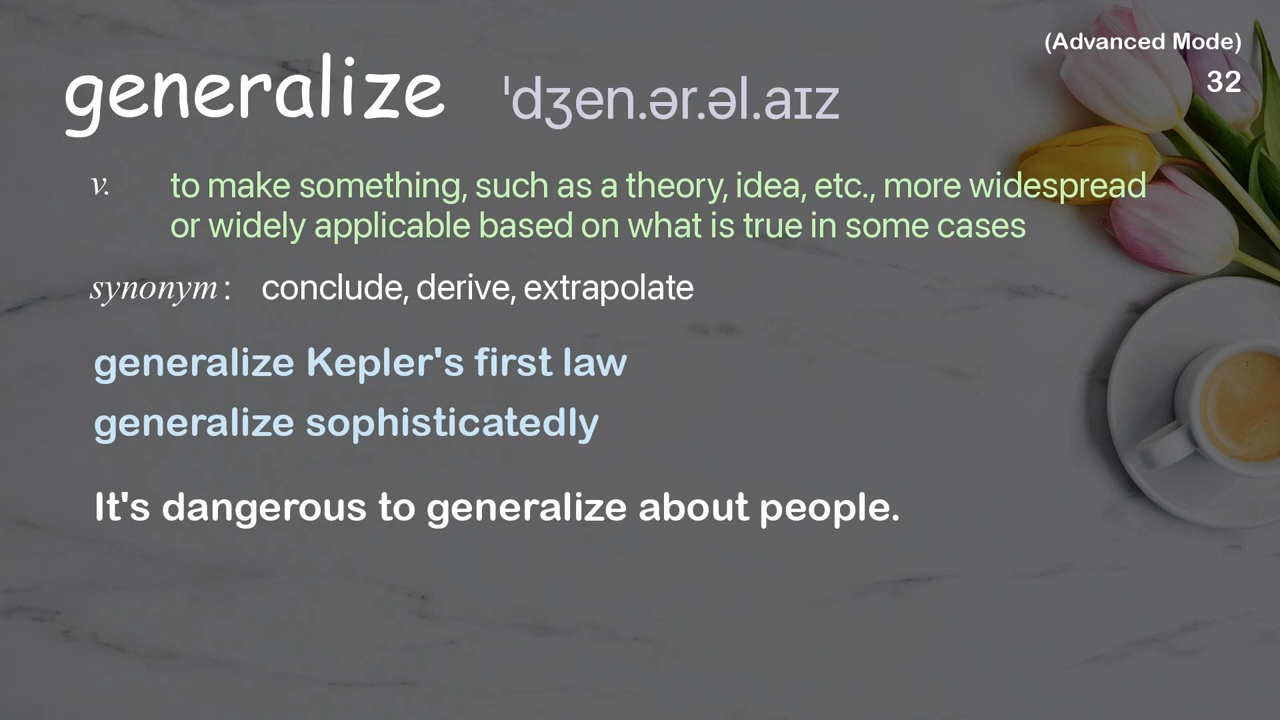 (Advanced Mode)
32
generalize ˈdʒen.ər.əl.aɪz
v. to make something, such as a theory, idea, etc., more widespread
or widely applicable based on what is true in some cases
synonym: conclude, derive, extrapolate
generalize Kepler's first law
generalize sophisticatedly
It's dangerous to generalize about people.